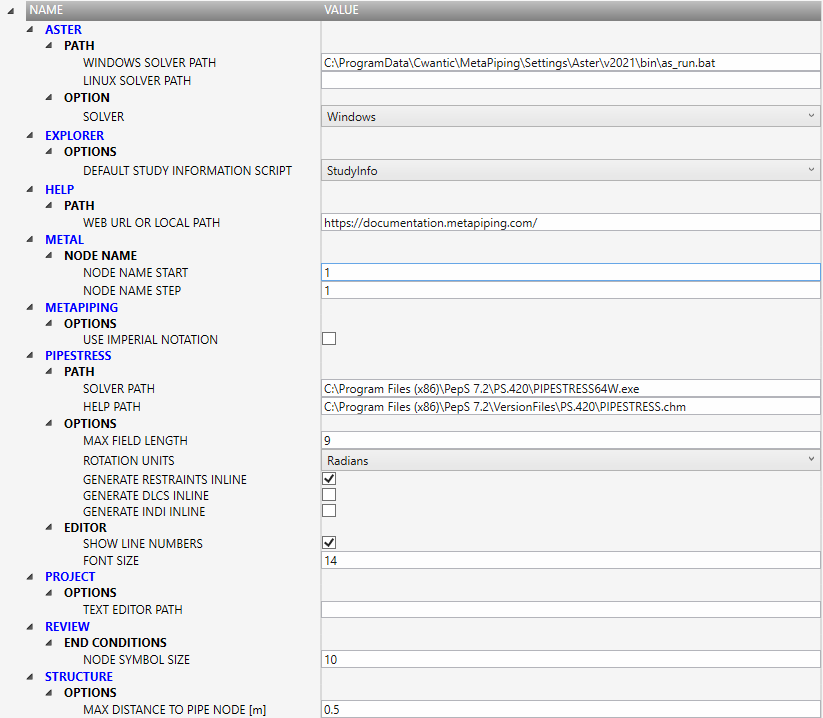 NAME VALUE
ASTER
PATH
WINDOWS SOLVER PATH C:\ProgramData\Cwantic\MetaPiping\Settings\Aster\v2021\bin\as_run.bat
LINUX SOLVER PATH
OPTION
SOLVER Windows
EXPLORER
OPTIONS
DEFAULT STUDY INFORMATION SCRIPT StudyInfo
HELP
PATH
WEB URL OR LOCAL PATH https://documentation.metapiping.com/
METAL
NODE NAME
NODE NAME START 1
NODE NAME STEP 1
METAPIPING
OPTIONS
USE IMPERIAL NOTATION
PIPESTRESS
PATH
SOLVER PATH C:\Program Files (x86)\PepS 7.2\PS.420\PIPESTRESS64W.exe
HELP PATH C:\Program Files (x86)\PepS 7.2\VersionFiles\PS.420\PIPESTRESS.chm
OPTIONS
MAX FIELD LENGTH 9
ROTATION UNITS Radians
GENERATE RESTRAINTS INLINE
GENERATE DLCS INLINE
GENERATE INDI INLINE
EDITOR
SHOW LINE NUMBERS
FONT SIZE 14
PROJECT
OPTIONS
TEXT EDITOR PATH
REVIEW
END CONDITIONS
NODE SYMBOL SIZE 10
STRUCTURE
OPTIONS
MAX DISTANCE TO PIPE NODE [m] 0.5